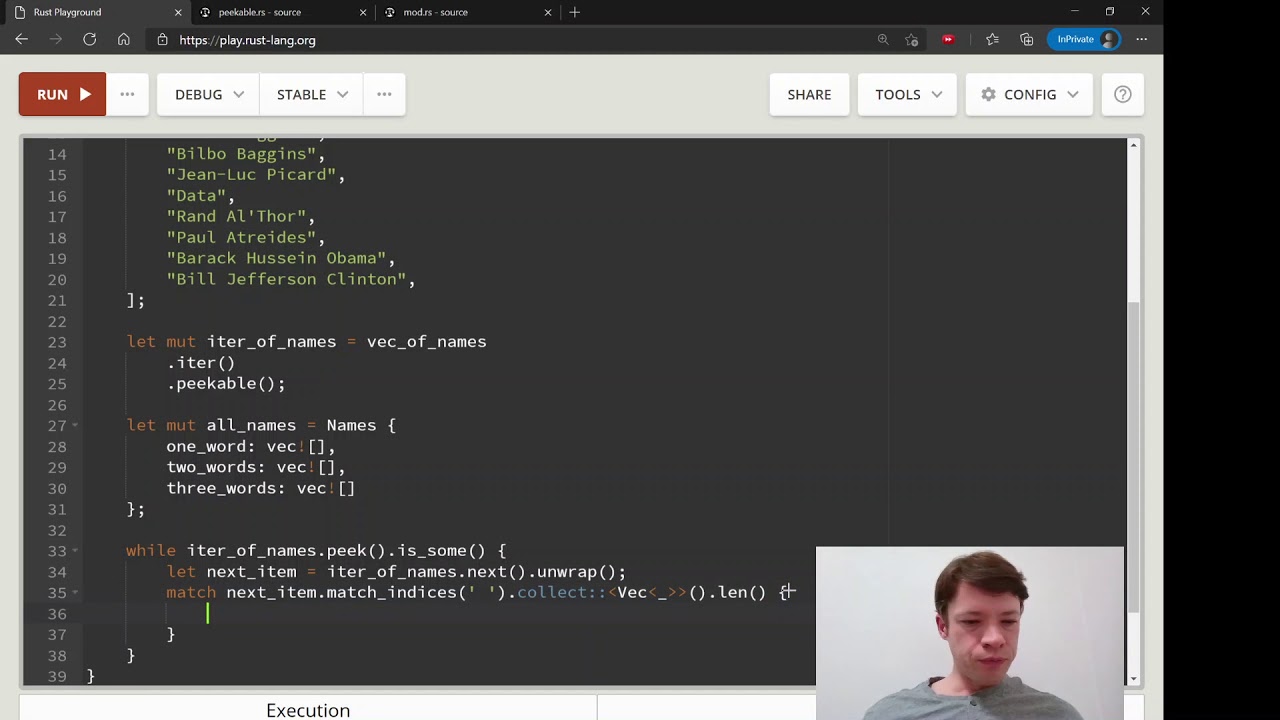 Rust Playground
peekable.rs - source
mod.rs - source
https://play.rust-lang.org
InPrivate
RUN
DEBUG
STABLE
SHARE
TOOLS
CONFIG
14 "Bilbo Baggins",
15 "Jean-Luc Picard",
16 "Data",
17 "Rand Al'Thor",
18 "Paul Atreides",
19 "Barack Hussein Obama",
20 "Bill Jefferson Clinton",
21 ];
22
23 let mut iter_of_names = vec_of_names
24 .iter()
25 .peekable();
26
27 let mut all_names = Names {
28 one_word: vec![],
29 two_words: vec![],
30 three_words: vec![]
31 };
32
33 while iter_of_names.peek().is_some() {
34 let next_item = iter_of_names.next().unwrap();
35 match next_item.match_indices(' ').collect::<Vec<_>>().len() {
36
37 }
38 }
39 }
Execution